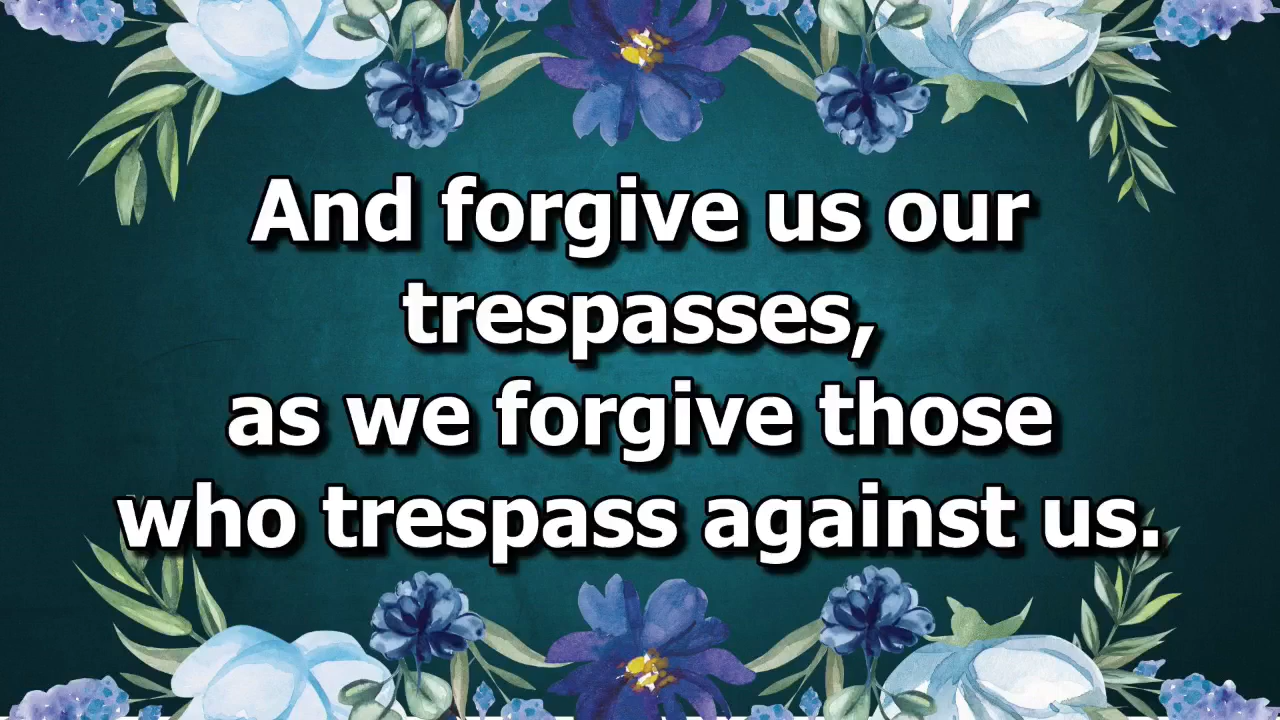 And forgive us our
trespasses,
as we forgive those
who trespass against us.